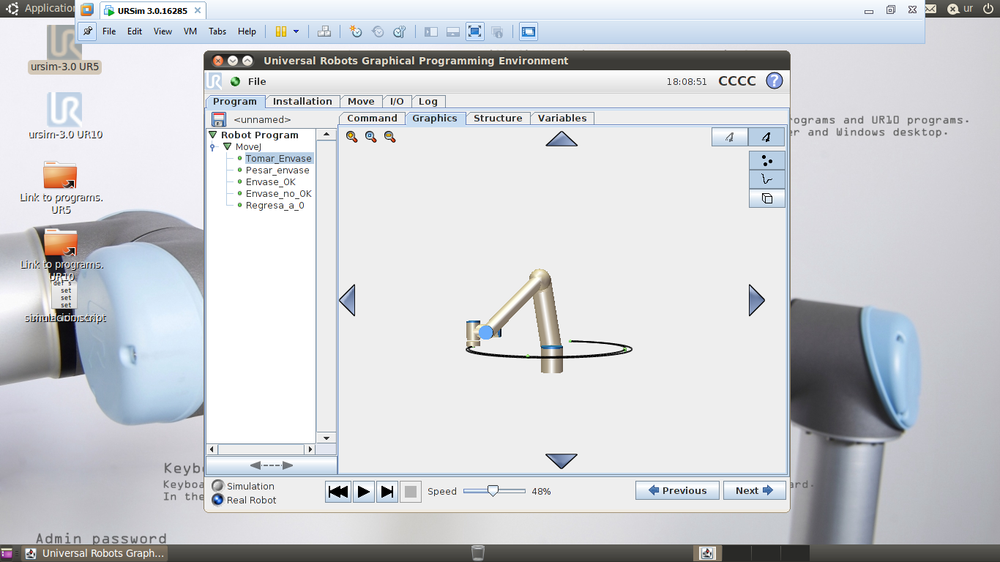 Applicatio
URSim 3.0.16285
ur
File Edit View VM Tabs Help
ursim-3.0 UR5
ursim-3.0 UR10
Link to programs.
UR5
Link to programs.
UR10
def s
set
set
set
Universal Robots Graphical Programming Environment
UR
File
18:08:51
CCCC
?
Program Installation Move I/O Log
<unnamed>
Command Graphics Structure Variables
Robot Program
MoveJ
Tomar_Envase
Pesar_envase
Envase_OK
Envase_no_OK
Regresa_a_0
Simulation
Real Robot
Speed
48%
Previous
Next
rograms and UR10 programs.
er and Windows desktop.
Keyb
Keyboa
ard.
In the
Admin password
Universal Robots Graph...